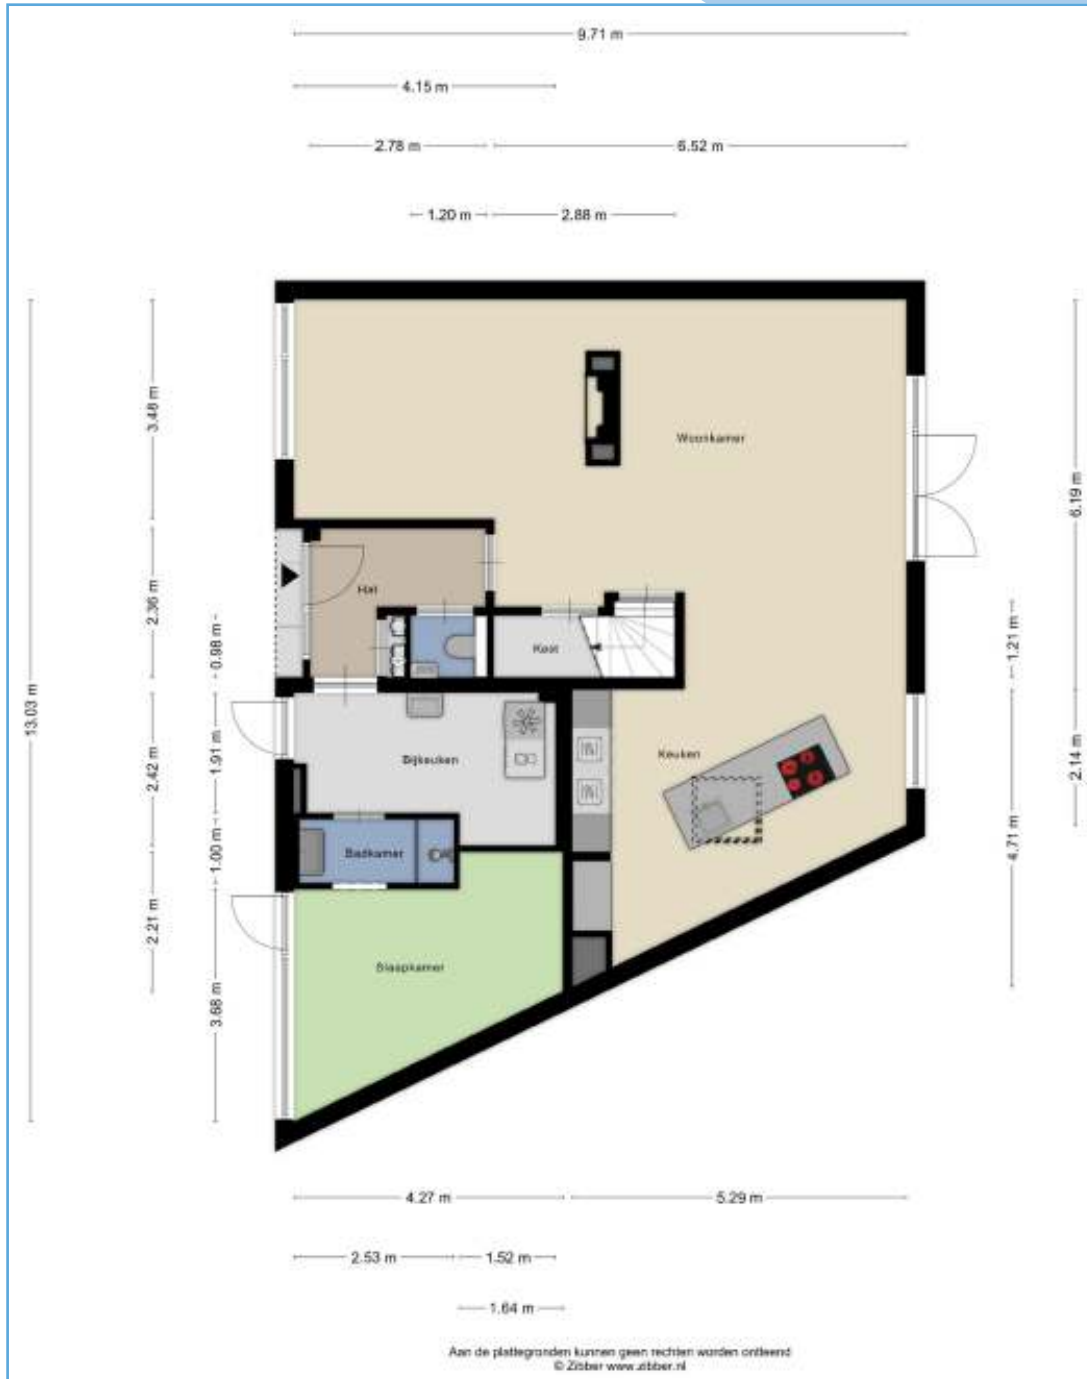 9.71 m
4.15 m
2.78 m
6.52 m
1.20 m
2.88 m
3.48 m
Woonkamer
6.19 m
Hal
2.36 m
0.98 m
Kast
1.21 m
13.03 m
2.42 m
1.91 m
Bijkeuken
Keuken
2.14 m
1.00 m
Badkamer
4.71 m
2.21 m
Slaapkamer
3.68 m
4.27 m
5.29 m
2.53 m
1.52 m
1.64 m
Aan de plattegronden kunnen geen rechten worden ontleend
© Zibber www.zibber.nl